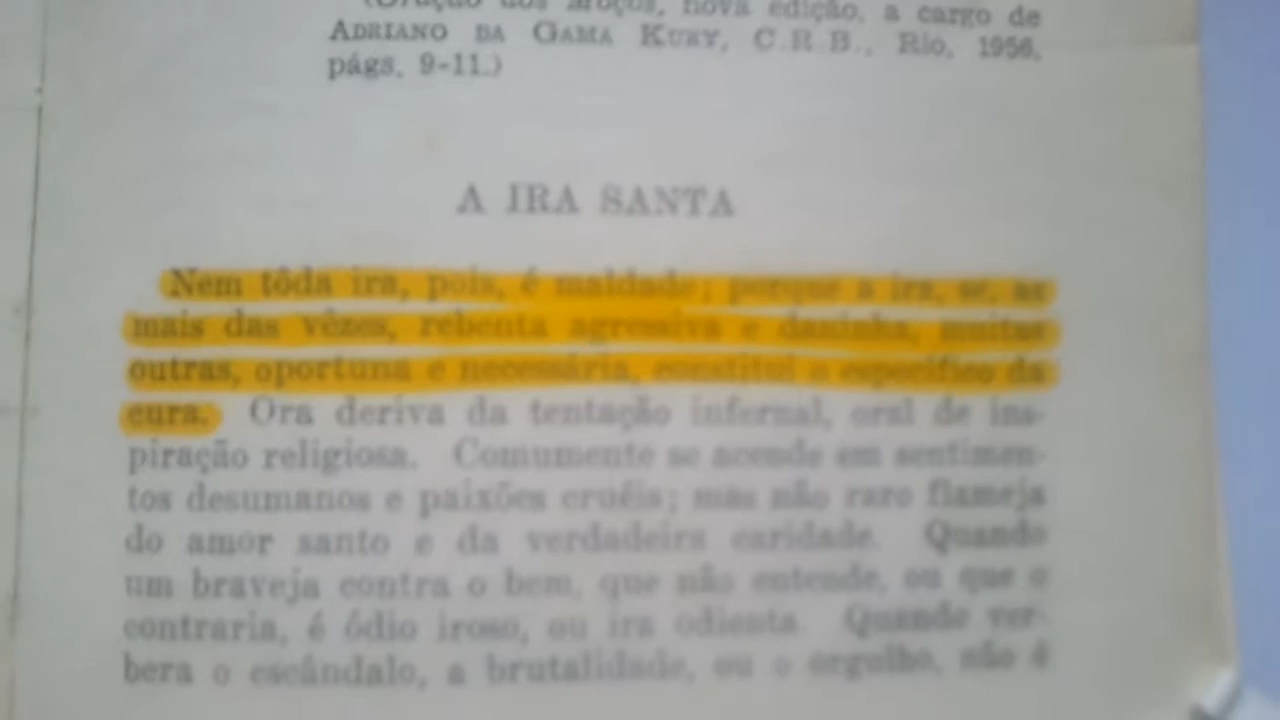 (Oração dos Moços, nova edição, a cargo de
ADRIANO DA GAMA KURY, C.R.B., Rio, 1956,
págs. 9-11.)
A IRA SANTA
Nem tôda ira, pois, é maldade; porque a ira, se, as
mais das vêzes, rebenta agressiva e daninha, muitas
outras, oportuna e necessária, constitui o específico da
cura. Ora deriva da tentação infernal, oral de ins-
piração religiosa. Comumente se acende em sentimen-
tos desumanos e paixões cruéis; mas não raro flameja
do amor santo e da verdadeira caridade. Quando
um braveja contra o bem, que não entende, ou que o
contraria, é ódio iroso, ou ira odienta. Quando ver-
bera o escândalo, a brutalidade, ou o orgulho, não é